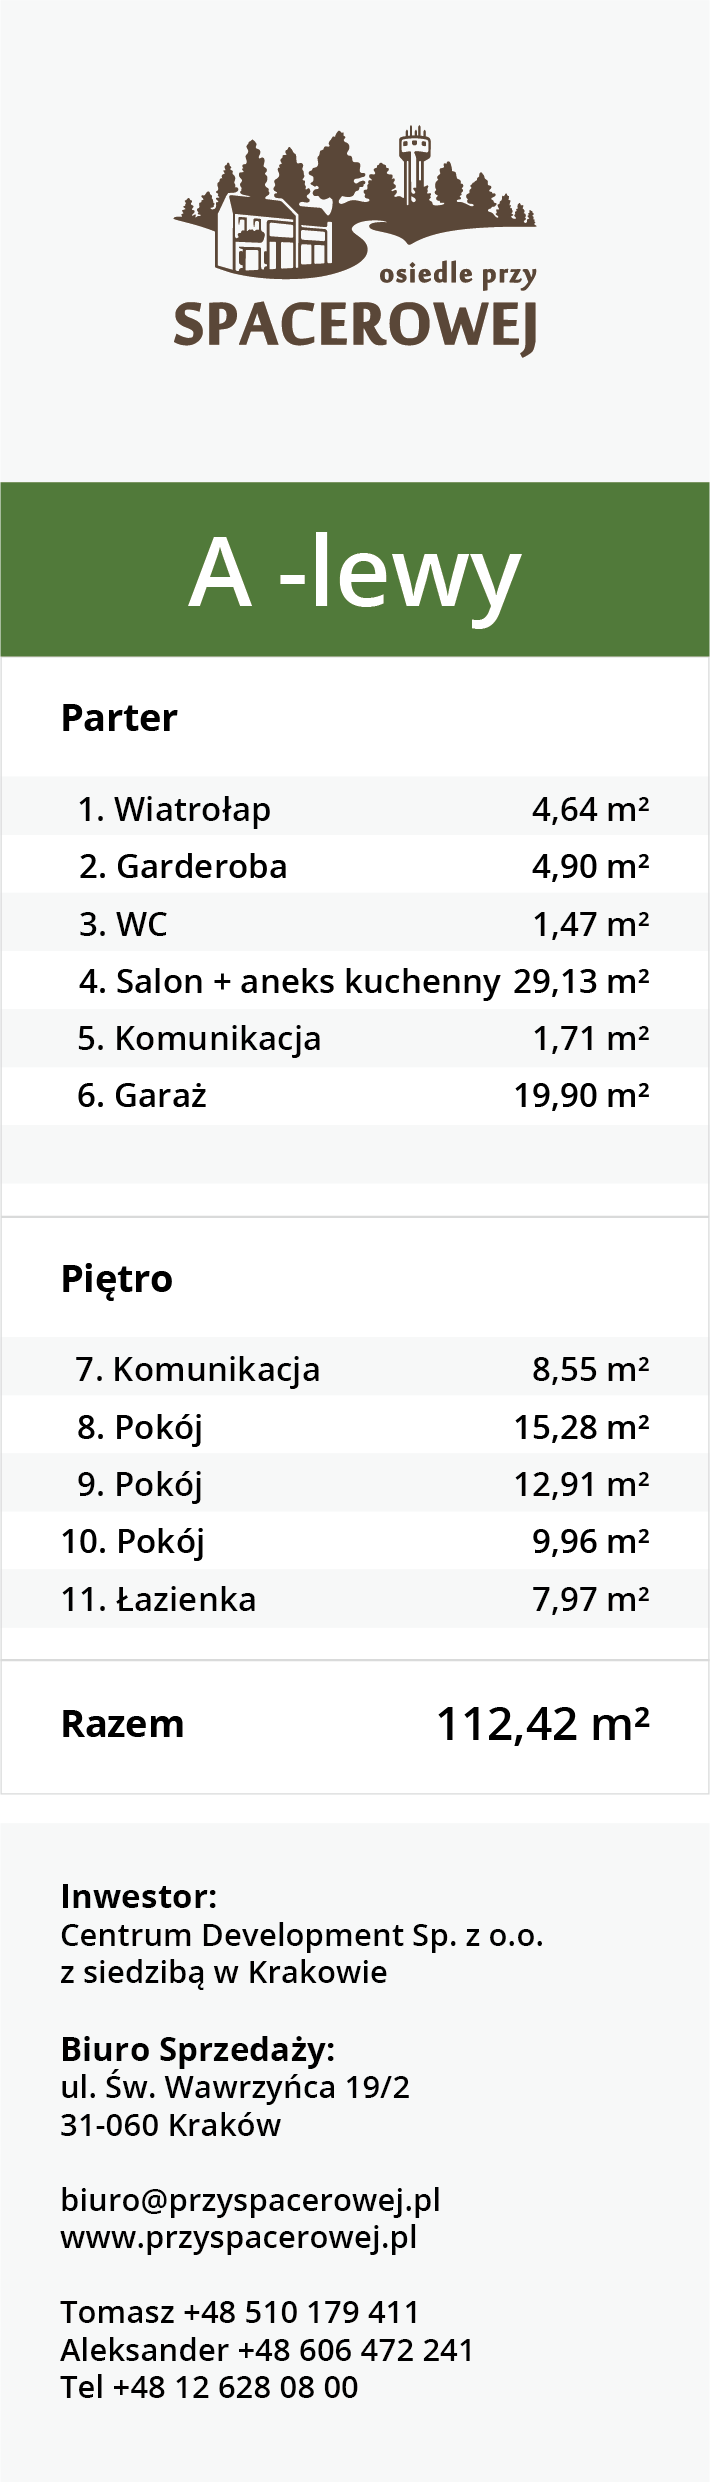 osiedle przy
SPACEROWEJ
A -lewy
Parter
1. Wiatrołap 4,64 m²
2. Garderoba 4,90 m²
3. WC 1,47 m²
4. Salon + aneks kuchenny 29,13 m²
5. Komunikacja 1,71 m²
6. Garaż 19,90 m²
Piętro
7. Komunikacja 8,55 m²
8. Pokój 15,28 m²
9. Pokój 12,91 m²
10. Pokój 9,96 m²
11. Łazienka 7,97 m²
Razem 112,42 m²
Inwestor:
Centrum Development Sp. z o.o.
z siedzibą w Krakowie
Biuro Sprzedaży:
ul. Św. Wawrzyńca 19/2
31-060 Kraków
biuro@przyspacerowej.pl
www.przyspacerowej.pl
Tomasz +48 510 179 411
Aleksander +48 606 472 241
Tel +48 12 628 08 00